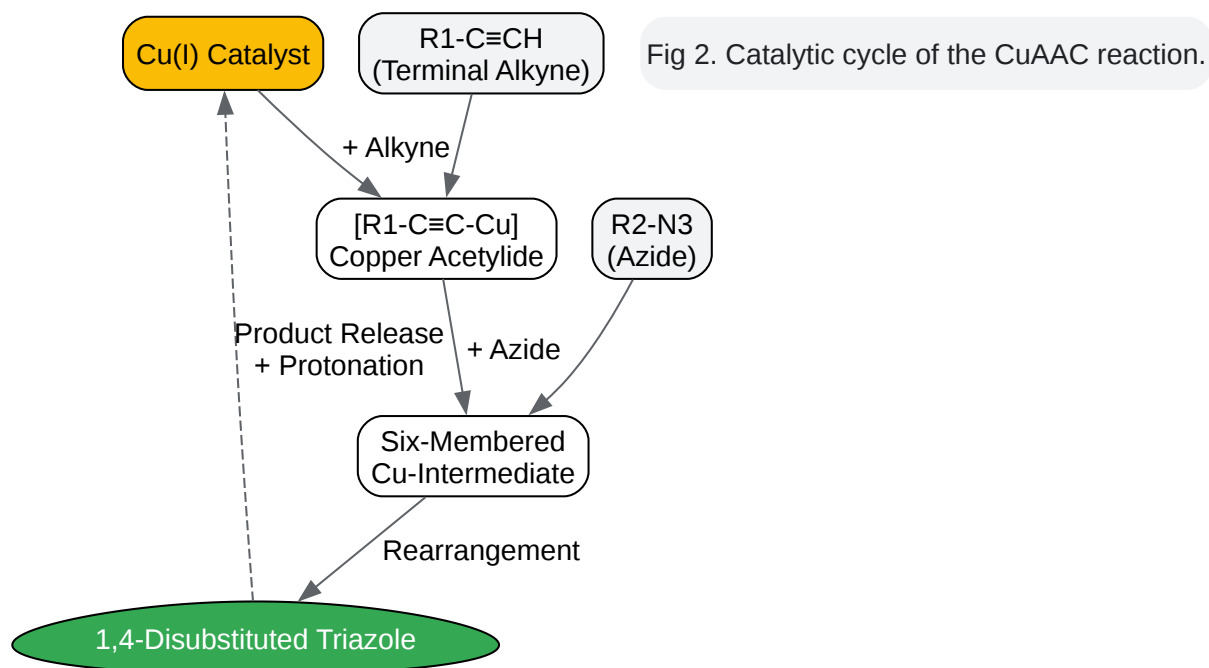 Cu(I) Catalyst
R1-C≡CH
(Terminal Alkyne)
Fig 2. Catalytic cycle of the CuAAC reaction.
+ Alkyne
[R1-C≡C-Cu]
Copper Acetylide
R2-N3
(Azide)
Product Release
+ Protonation
+ Azide
Six-Membered
Cu-Intermediate
Rearrangement
1,4-Disubstituted Triazole